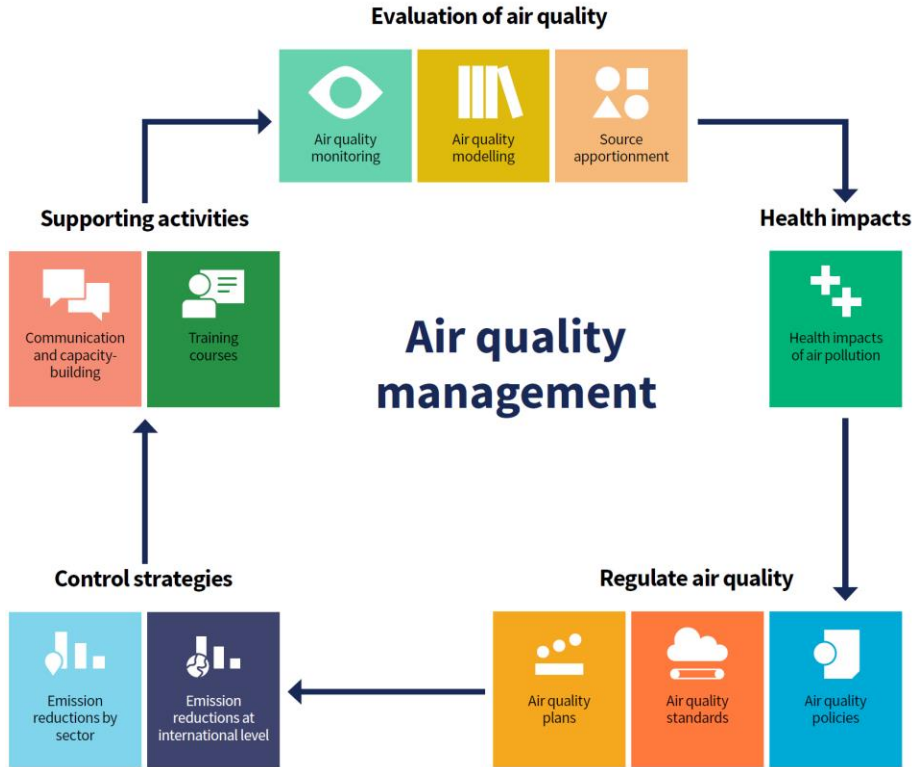 Evaluation of air quality
Air quality
monitoring
Air quality
modelling
Source
apportionment
Supporting activities
Communication
and capacity-
building
Training
courses
Air quality
management
Health impacts
Health impacts
of air pollution
Control strategies
Emission
reductions by
sector
Emission
reductions at
international level
Regulate air quality
Air quality
plans
Air quality
standards
Air quality
policies